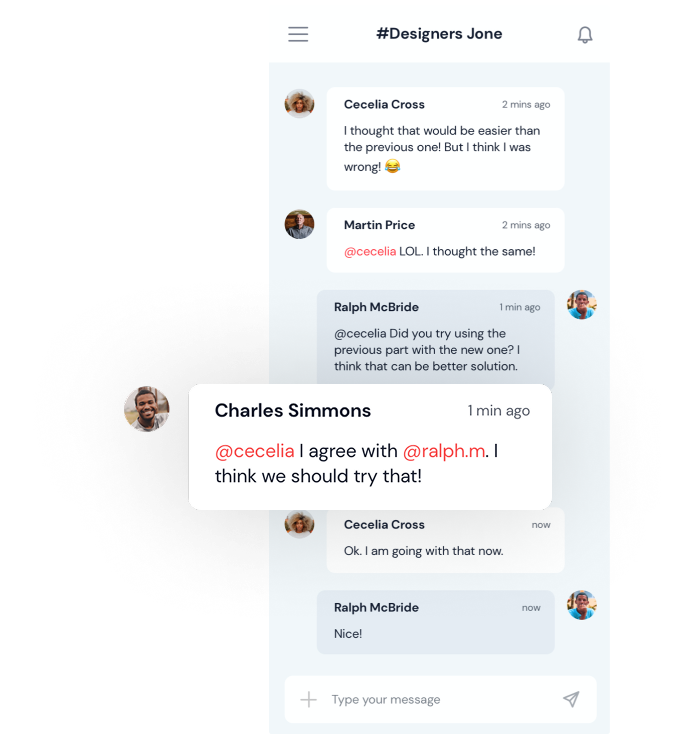 #Designers Jone
Cecelia Cross
2 mins ago
I thought that would be easier than
the previous one! But I think I was
wrong! 😂
Martin Price
2 mins ago
@cecelia LOL. I thought the same!
Ralph McBride
1 min ago
@cecelia Did you try using the
previous part with the new one? I
think that can be better solution.
Charles Simmons
1 min ago
@cecelia I agree with @ralph.m. I
think we should try that!
Cecelia Cross
now
Ok. I am going with that now.
Ralph McBride
now
Nice!
Type your message